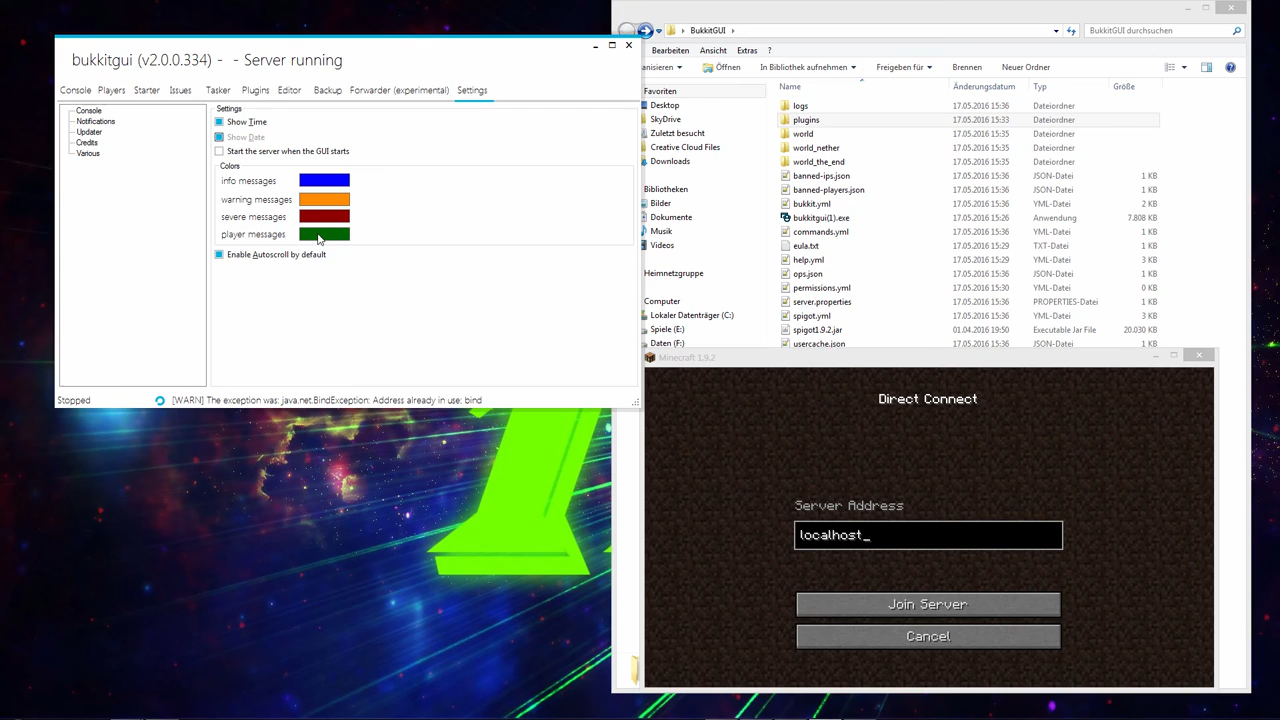 bukkitgui (v2.0.0.334) - - Server running
Console Players Starter Issues Tasker Plugins Editor Backup Forwarder (experimental) Settings
Console
Notifications
Updater
Credits
Various
Settings
Show Time
Show Date
Start the server when the GUI starts
Colors
info messages
warning messages
severe messages
player messages
Enable Autoscroll by default
Stopped [WARN] The exception was: java.net.BindException: Address already in use: bind
BukkitGUI BukkitGUI durchsuchen
Bearbeiten Ansicht Extras ?
anisieren Öffnen In Bibliothek aufnehmen Freigeben für Brennen Neuer Ordner
Favoriten
Desktop
SkyDrive
Zuletzt besucht
Creative Cloud Files
Downloads
Bibliotheken
Bilder
Dokumente
Musik
Videos
Heimnetzgruppe
Computer
Lokaler Datenträger (C:)
Spiele (E:)
Daten (F:)
Name Änderungsdatum Typ Größe
logs 17.05.2016 15:36 Dateiordner
plugins 17.05.2016 15:33 Dateiordner
world 17.05.2016 15:36 Dateiordner
world_nether 17.05.2016 15:36 Dateiordner
world_the_end 17.05.2016 15:36 Dateiordner
banned-ips.json 17.05.2016 15:36 JSON-Datei 1 KB
banned-players.json 17.05.2016 15:36 JSON-Datei 1 KB
bukkit.yml 17.05.2016 15:36 YML-Datei 2 KB
bukkitgui(1).exe 17.05.2016 15:26 Anwendung 7.808 KB
commands.yml 17.05.2016 15:36 YML-Datei 1 KB
eula.txt 17.05.2016 15:29 TXT-Datei 1 KB
help.yml 17.05.2016 15:29 YML-Datei 3 KB
ops.json 17.05.2016 15:36 JSON-Datei 1 KB
permissions.yml 17.05.2016 15:36 YML-Datei 0 KB
server.properties 17.05.2016 15:36 PROPERTIES-Datei 1 KB
spigot.yml 17.05.2016 15:36 YML-Datei 3 KB
spigot1.9.2.jar 01.04.2016 19:50 Executable Jar File 20.030 KB
usercache.json 17.05.2016 15:36 JSON-Datei 1 KB
Minecraft 1.9.2
Direct Connect
Server Address
localhost_
Join Server
Cancel